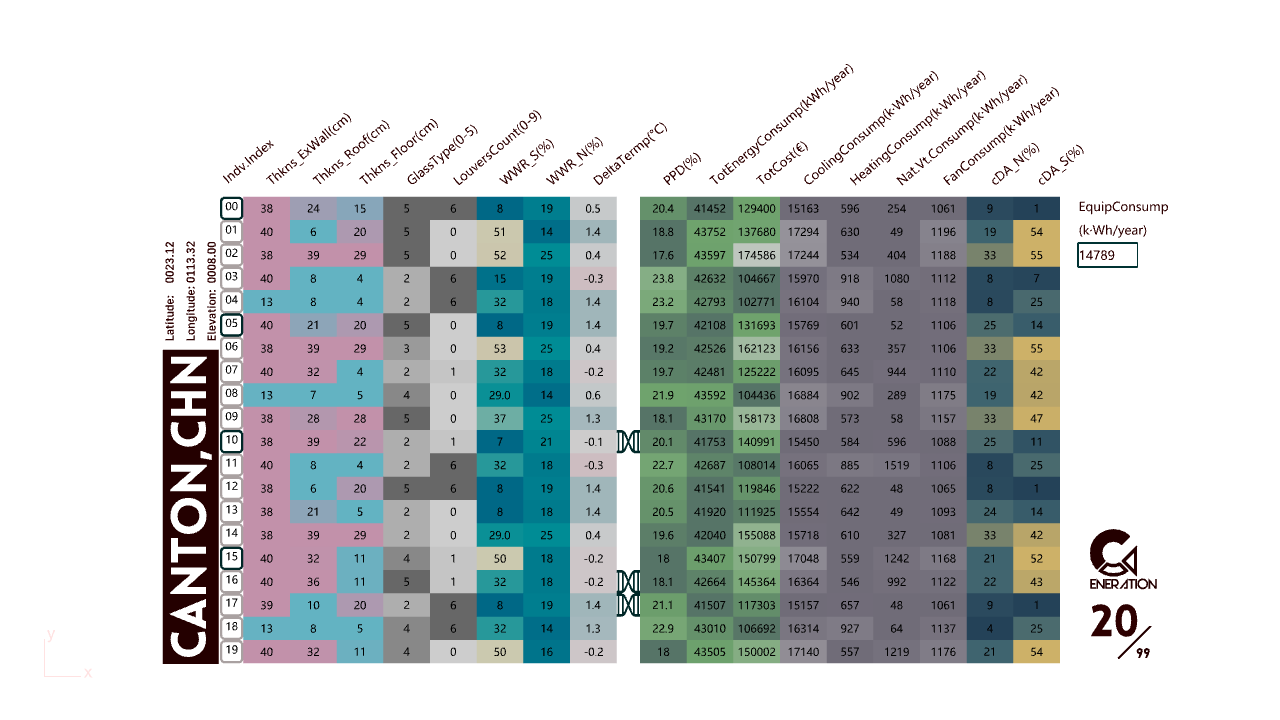 Indv.Index Thkns_ExWall(cm) Thkns_Roof(cm) Thkns_Floor(cm) GlassType(0-5) LouversCount(0-9) WWR_S(%) WWR_N(%) DeltaTermp(°C) PPD(%) TotEnergyConsump(kWh/year) TotCost(€) CoolingConsump(k·Wh/year) HeatingConsump(k·Wh/year) Nat.Vt.Consump(k·Wh/year) FanConsump(k·Wh/year) cDA_N(%) cDA_S(%)
00 38 24 15 5 6 8 19 0.5 20.4 41452 129400 15163 596 254 1061 9 1
01 40 6 20 5 0 51 14 1.4 18.8 43752 137680 17294 630 49 1196 19 54
02 38 39 29 5 0 52 25 0.4 17.6 43597 174586 17244 534 404 1188 33 55
03 40 8 4 2 6 15 19 -0.3 23.8 42632 104667 15970 918 1080 1112 8 7
04 13 8 4 2 6 32 18 1.4 23.2 42793 102771 16104 940 58 1118 8 25
05 40 21 20 5 0 8 19 1.4 19.7 42108 131693 15769 601 52 1106 25 14
06 38 39 29 3 0 53 25 0.4 19.2 42526 162123 16156 633 357 1106 33 55
07 40 32 4 2 1 32 18 -0.2 19.7 42481 125222 16095 645 944 1110 22 42
08 13 7 5 4 0 29.0 14 0.6 21.9 43592 104436 16884 902 289 1175 19 42
09 38 28 28 5 0 37 25 1.3 18.1 43170 158173 16808 573 58 1157 33 47
10 38 39 22 2 1 7 21 -0.1 20.1 41753 140991 15450 584 596 1088 25 11
11 40 8 4 2 6 32 18 -0.3 22.7 42687 108014 16065 885 1519 1106 8 25
12 38 6 20 5 6 8 19 1.4 20.6 41541 119846 15222 622 48 1065 8 1
13 38 21 5 2 0 8 18 1.4 20.5 41920 111925 15554 642 49 1093 24 14
14 38 39 29 2 0 29.0 25 0.4 19.6 42040 155088 15718 610 327 1081 33 42
15 40 32 11 4 1 50 18 -0.2 18 43407 150799 17048 559 1242 1168 21 52
16 40 36 11 5 1 32 18 -0.2 18.1 42664 145364 16364 546 992 1122 22 43
17 39 10 20 2 6 8 19 1.4 21.1 41507 117303 15157 657 48 1061 9 1
18 13 8 5 4 6 32 14 1.3 22.9 43010 106692 16314 927 64 1137 4 25
19 40 32 11 4 0 50 16 -0.2 18 43505 150002 17140 557 1219 1176 21 54
Latitude: 0023.12
Longitude: 0113.32
Elevation: 0008.00
CANTON,CHN
EquipConsump
(k·Wh/year)
14789
ENERATION
20/99
y
x